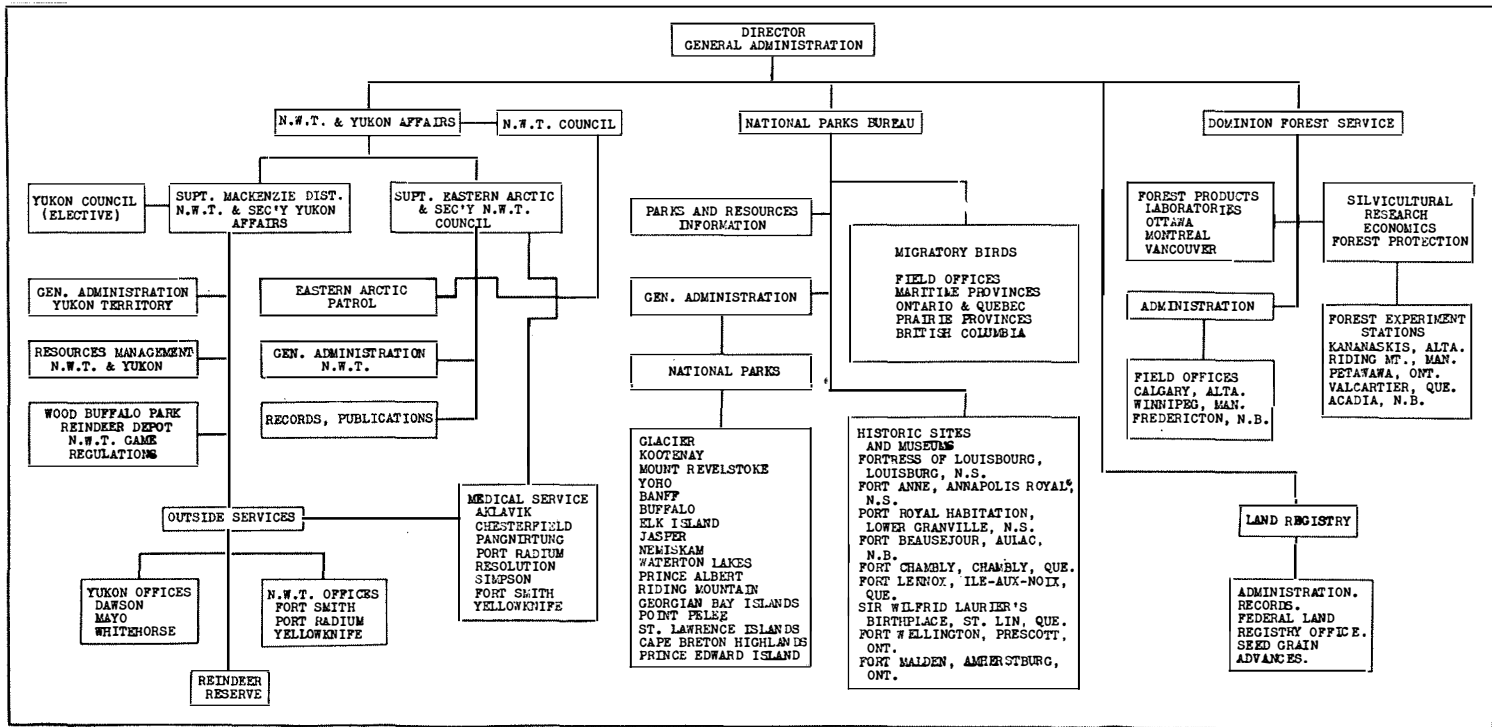 DIRECTOR
GENERAL ADMINISTRATION
N.W.T. & YUKON AFFAIRS
N.W.T. COUNCIL
NATIONAL PARKS BUREAU
DOMINION FOREST SERVICE
YUKON COUNCIL
(ELECTIVE)
SUPT. MACKENZIE DIST.
N.W.T. & SEC'Y YUKON
AFFAIRS
SUPT. EASTERN ARCTIC
& SEC'Y N.W.T.
COUNCIL
GEN. ADMINISTRATION
YUKON TERRITORY
RESOURCES MANAGEMENT
N.W.T. & YUKON
WOOD BUFFALO PARK
REINDEER DEPOT
N.W.T. GAME
REGULATIONS
EASTERN ARCTIC
PATROL
GEN. ADMINISTRATION
N.W.T.
RECORDS, PUBLICATIONS
OUTSIDE SERVICES
MEDICAL SERVICE
AKLAVIK
CHESTERFIELD
PANGNIRTUNG
PORT RADIUM
RESOLUTION
SIMPSON
FORT SMITH
YELLOWKNIFE
YUKON OFFICES
DAWSON
MAYO
WHITEHORSE
N.W.T. OFFICES
FORT SMITH
PORT RADIUM
YELLOWKNIFE
REINDEER
RESERVE
PARKS AND RESOURCES
INFORMATION
GEN. ADMINISTRATION
NATIONAL PARKS
GLACIER
KOOTENAY
MOUNT REVELSTOKE
YOHO
BANFF
BUFFALO
ELK ISLAND
JASPER
NEMISKAM
WATERTON LAKES
PRINCE ALBERT
RIDING MOUNTAIN
GEORGIAN BAY ISLANDS
POINT PELEE
ST. LAWRENCE ISLANDS
CAPE BRETON HIGHLANDS
PRINCE EDWARD ISLAND
MIGRATORY BIRDS
FIELD OFFICES
MARITIME PROVINCES
ONTARIO & QUEBEC
PRAIRIE PROVINCES
BRITISH COLUMBIA
HISTORIC SITES
AND MUSEUMS
FORTRESS OF LOUISBOURG,
LOUISBURG, N.S.
FORT ANNE, ANNAPOLIS ROYAL,
N.S.
PORT ROYAL HABITATION,
LOWER GRANVILLE, N.S.
FORT BEAUSEJOUR, AULAC,
N.B.
FORT CHAMBLY, CHAMBLY, QUE.
FORT LENNOX, ILE-AUX-NOIX,
QUE.
SIR WILFRID LAURIER'S
BIRTHPLACE, ST. LIN, QUE.
FORT WELLINGTON, PRESCOTT,
ONT.
FORT MALDEN, AMHERSTBURG,
ONT.
FOREST PRODUCTS
LABORATORIES
OTTAWA
MONTREAL
VANCOUVER
SILVICULTURAL
RESEARCH
ECONOMICS
FOREST PROTECTION
ADMINISTRATION
FIELD OFFICES
CALGARY, ALTA.
WINNIPEG, MAN.
FREDERICTON, N.B.
FOREST EXPERIMENT
STATIONS
KANANASKIS, ALTA.
RIDING MT., MAN.
PETAWAWA, ONT.
VALCARTIER, QUE.
ACADIA, N.B.
LAND REGISTRY
ADMINISTRATION.
RECORDS.
FEDERAL LAND
REGISTRY OFFICE.
SEED GRAIN
ADVANCES.